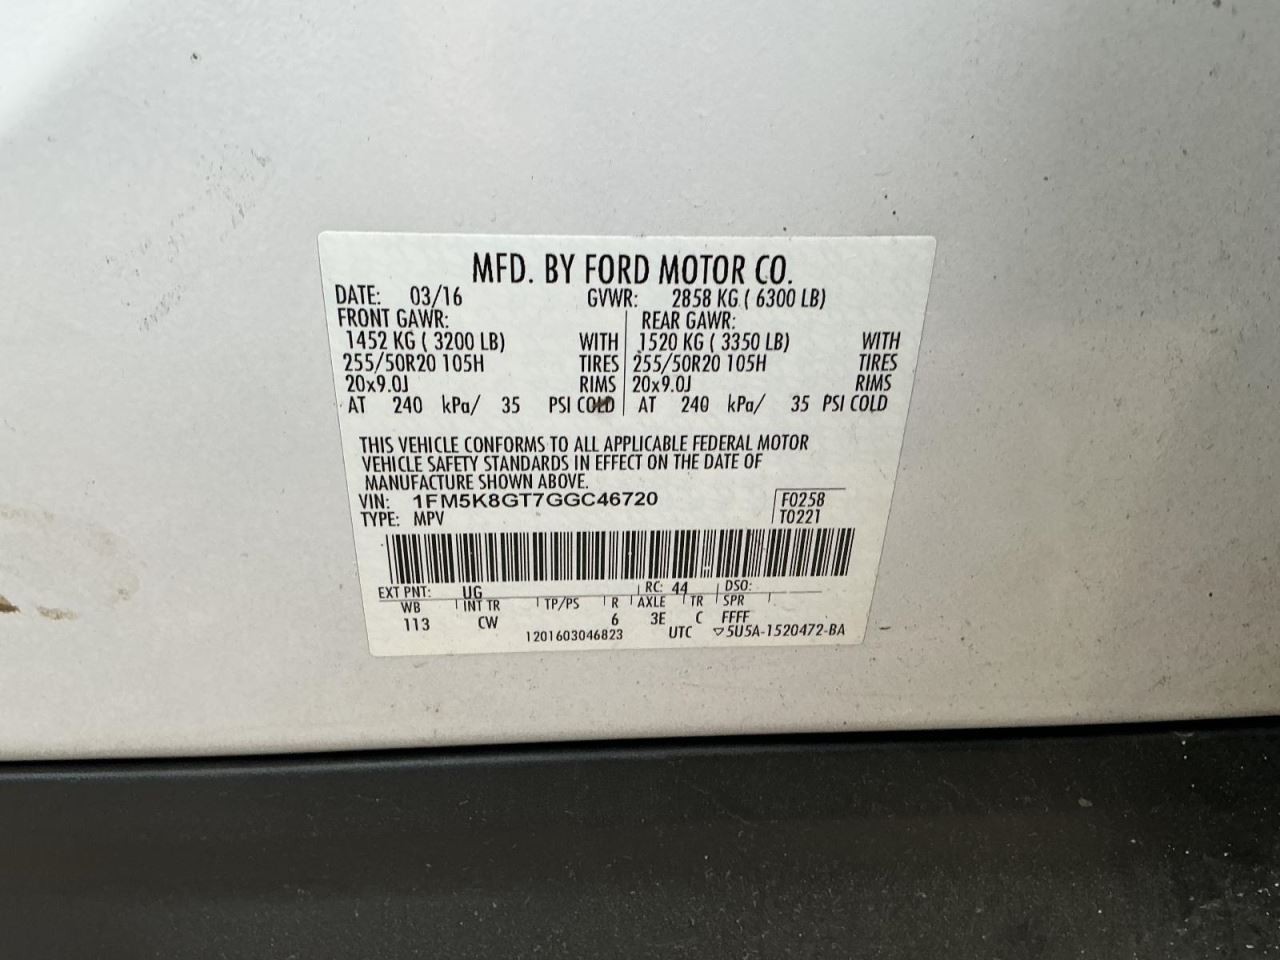 MFD. BY FORD MOTOR CO.
DATE: 03/16 GVWR: 2858 KG ( 6300 LB)
FRONT GAWR: REAR GAWR:
1452 KG ( 3200 LB) WITH 1520 KG ( 3350 LB) WITH
255/50R20 105H TIRES 255/50R20 105H TIRES
20x9.0J RIMS 20x9.0J RIMS
AT 240 kPa/ 35 PSI COLD AT 240 kPa/ 35 PSI COLD
THIS VEHICLE CONFORMS TO ALL APPLICABLE FEDERAL MOTOR
VEHICLE SAFETY STANDARDS IN EFFECT ON THE DATE OF
MANUFACTURE SHOWN ABOVE.
VIN: 1FM5K8GT7GGC46720 F0258
TYPE: MPV T0221
EXT PNT: UG RC: 44 DSO:
WB INT TR TP/PS R AXLE TR SPR
113 CW 6 3E C FFFF
1201603046823 UTC ▽5U5A-1520472-BA